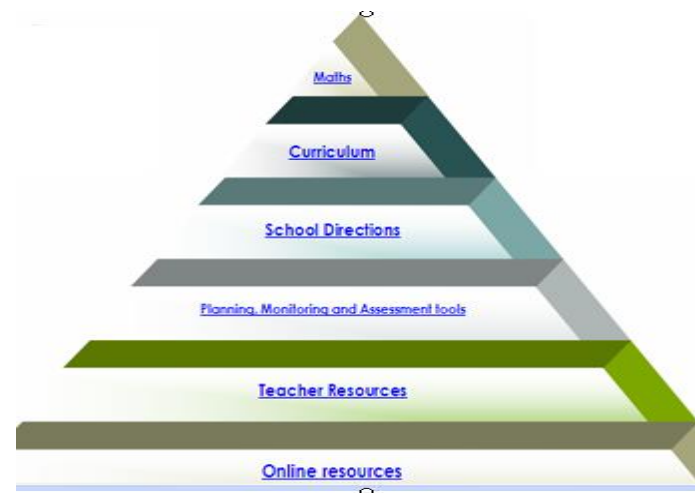 Maths
Curriculum
School Directions
Planning, Monitoring and Assessment tools
Teacher Resources
Online resources